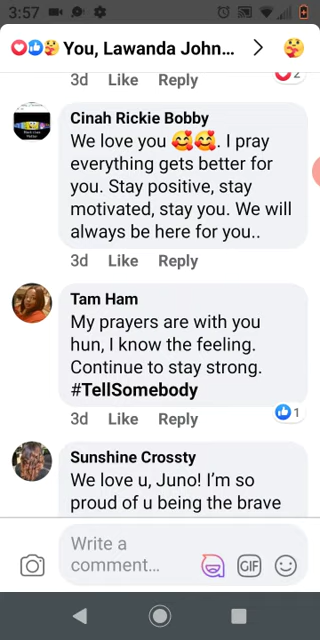 3:57
You, Lawanda John...
3d Like Reply
2
Cinah Rickie Bobby
We love you 🥰🥰. I pray
everything gets better for
you. Stay positive, stay
motivated, stay you. We will
always be here for you..
3d Like Reply
Tam Ham
My prayers are with you
hun, I know the feeling.
Continue to stay strong.
#TellSomebody
3d Like Reply
1
Sunshine Crossty
We love u, Juno! I'm so
proud of u being the brave
Write a
comment...
GIF